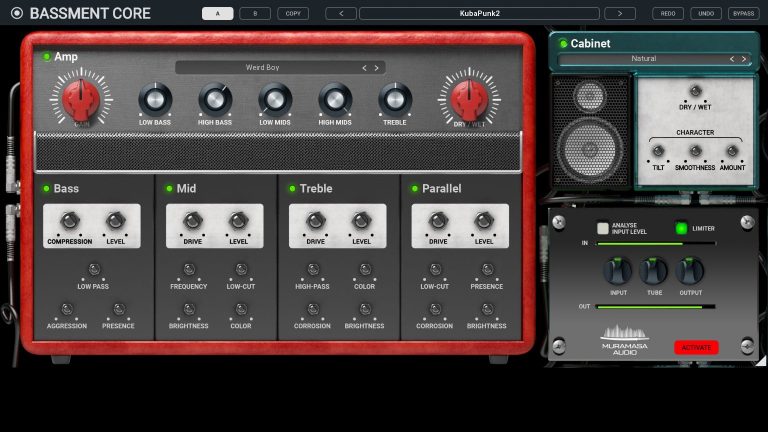 BASSMENT CORE
A
B
COPY
<
KubaPunk2
>
REDO
UNDO
BYPASS
Amp
Weird Boy
< >
GAIN
LOW BASS
HIGH BASS
LOW MIDS
HIGH MIDS
TREBLE
DRY / WET
Cabinet
Natural
< >
DRY / WET
CHARACTER
TILT
SMOOTHNESS
AMOUNT
Bass
COMPRESSION
LEVEL
LOW PASS
AGGRESSION
PRESENCE
Mid
DRIVE
LEVEL
FREQUENCY
LOW-CUT
BRIGHTNESS
COLOR
Treble
DRIVE
LEVEL
HIGH-PASS
COLOR
CORROSION
BRIGHTNESS
Parallel
DRIVE
LEVEL
LOW-CUT
PRESENCE
CORROSION
BRIGHTNESS
ANALYSE
INPUT LEVEL
LIMITER
IN
INPUT
TUBE
OUTPUT
OUT
MURAMASA
AUDIO
ACTIVATE